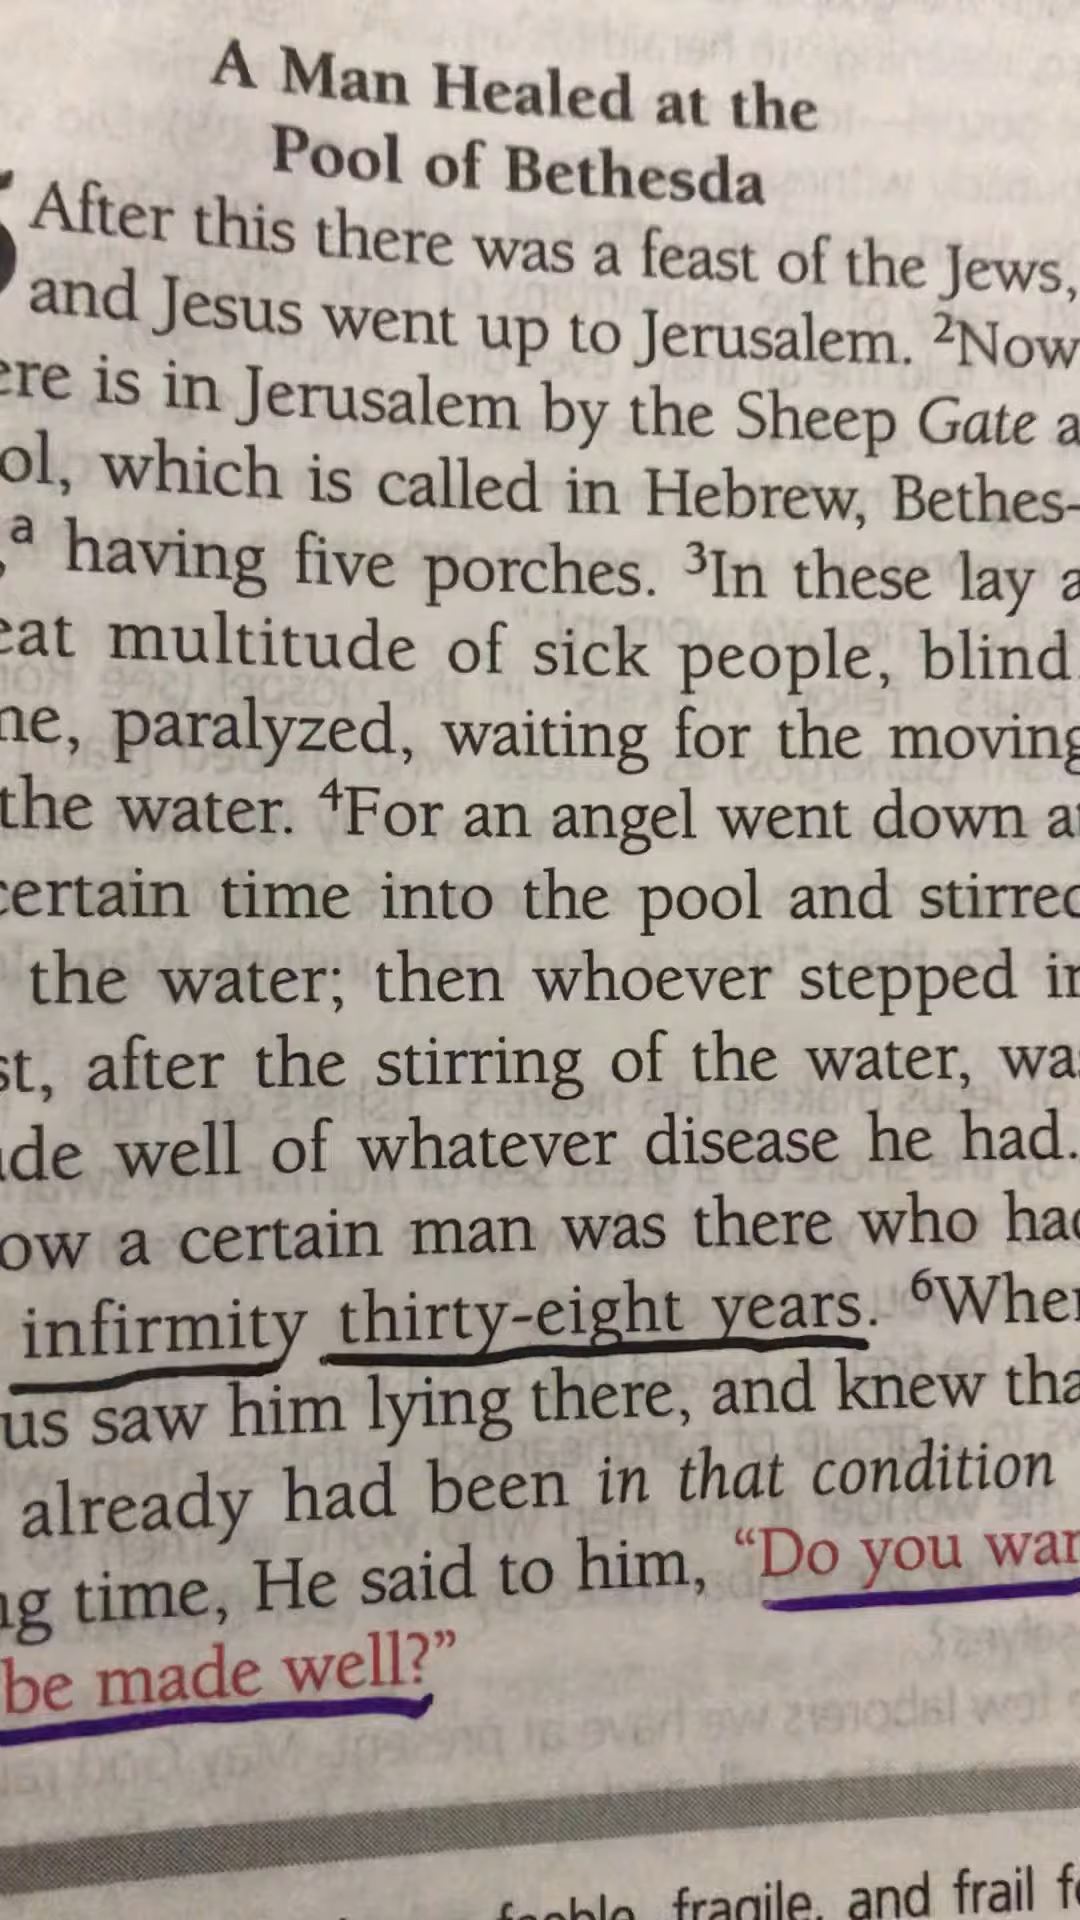 A Man Healed at the
Pool of Bethesda
After this there was a feast of the Jews,
and Jesus went up to Jerusalem. 2Now
ere is in Jerusalem by the Sheep Gate a
ol, which is called in Hebrew, Bethes-
,a having five porches. 3In these lay a
eat multitude of sick people, blind,
me, paralyzed, waiting for the moving
the water. 4For an angel went down at
certain time into the pool and stirred
the water; then whoever stepped in
st, after the stirring of the water, was
de well of whatever disease he had.
ow a certain man was there who had
infirmity thirty-eight years. 6When
us saw him lying there, and knew tha
already had been in that condition
ng time, He said to him, “Do you wan
be made well?”
fragile, and frail